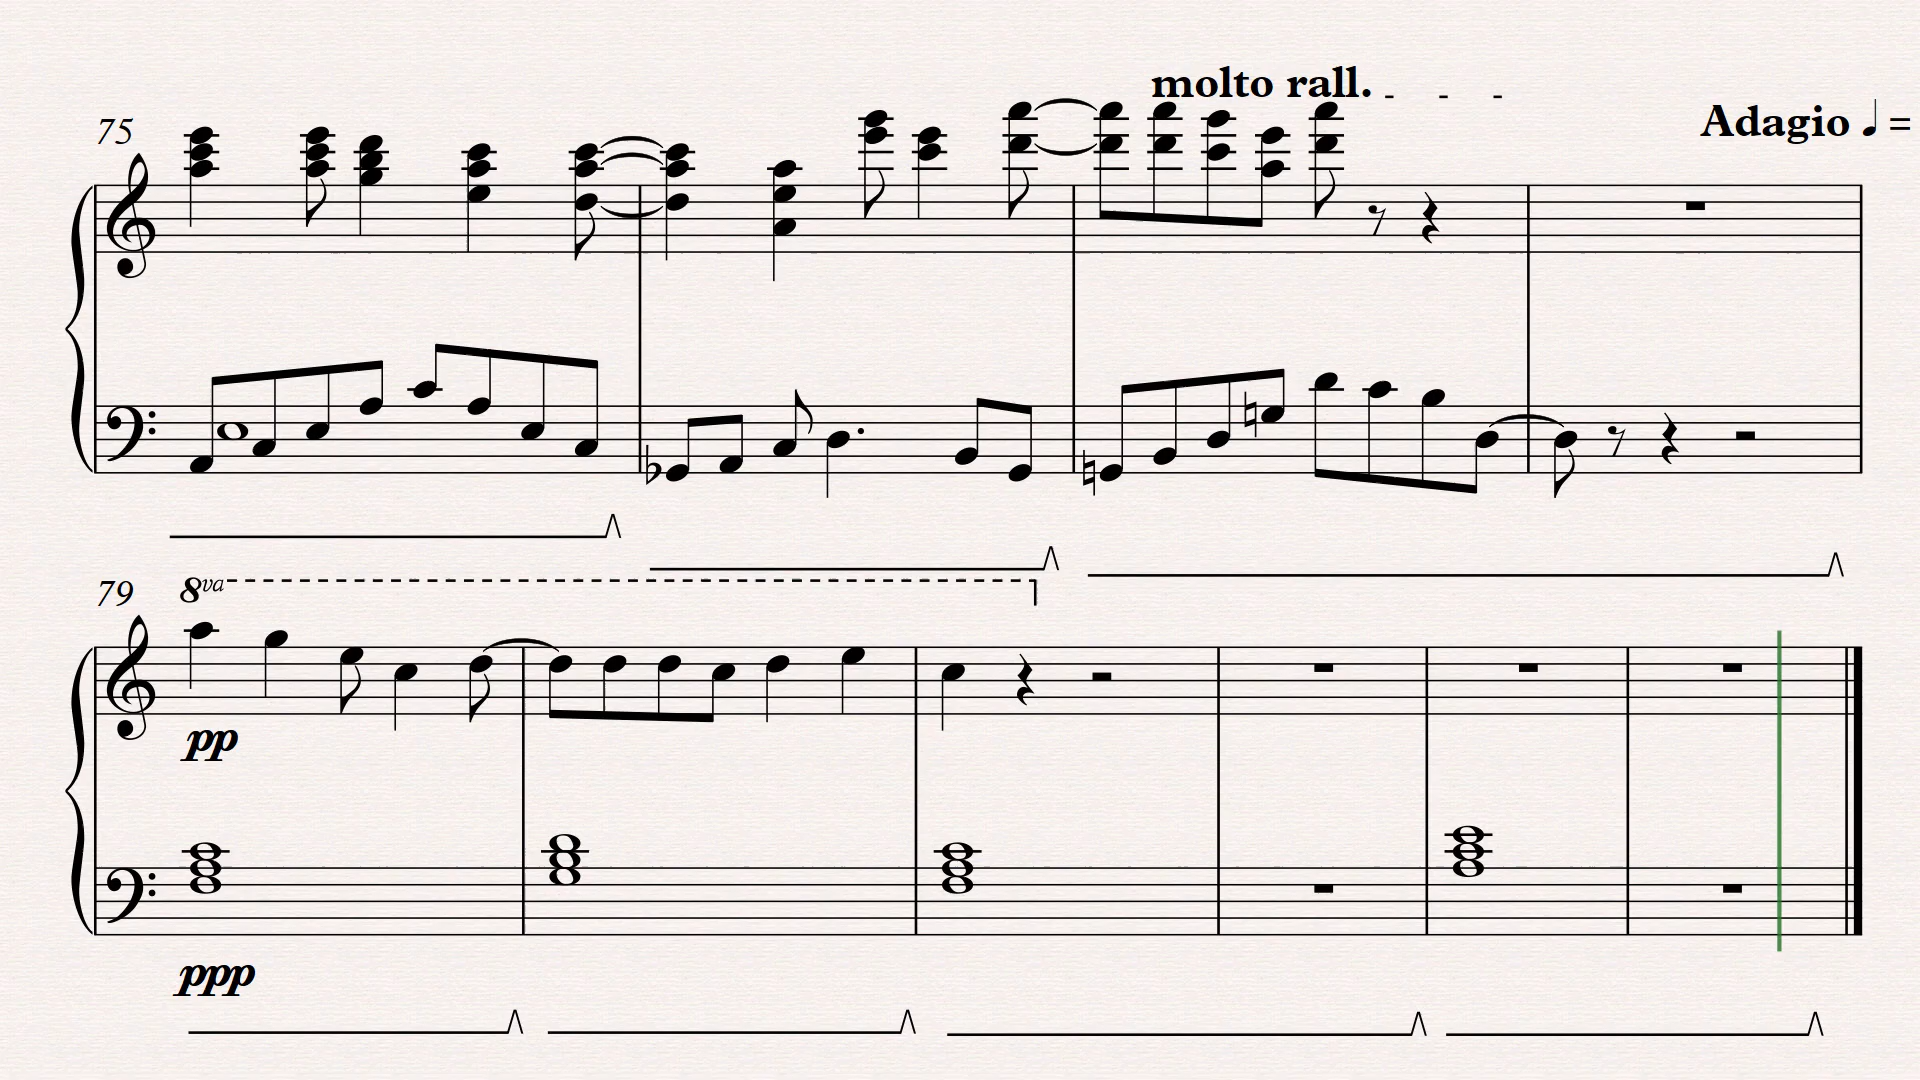 molto rall. - - -
75
Adagio ♩ =
79
8va
pp
ppp